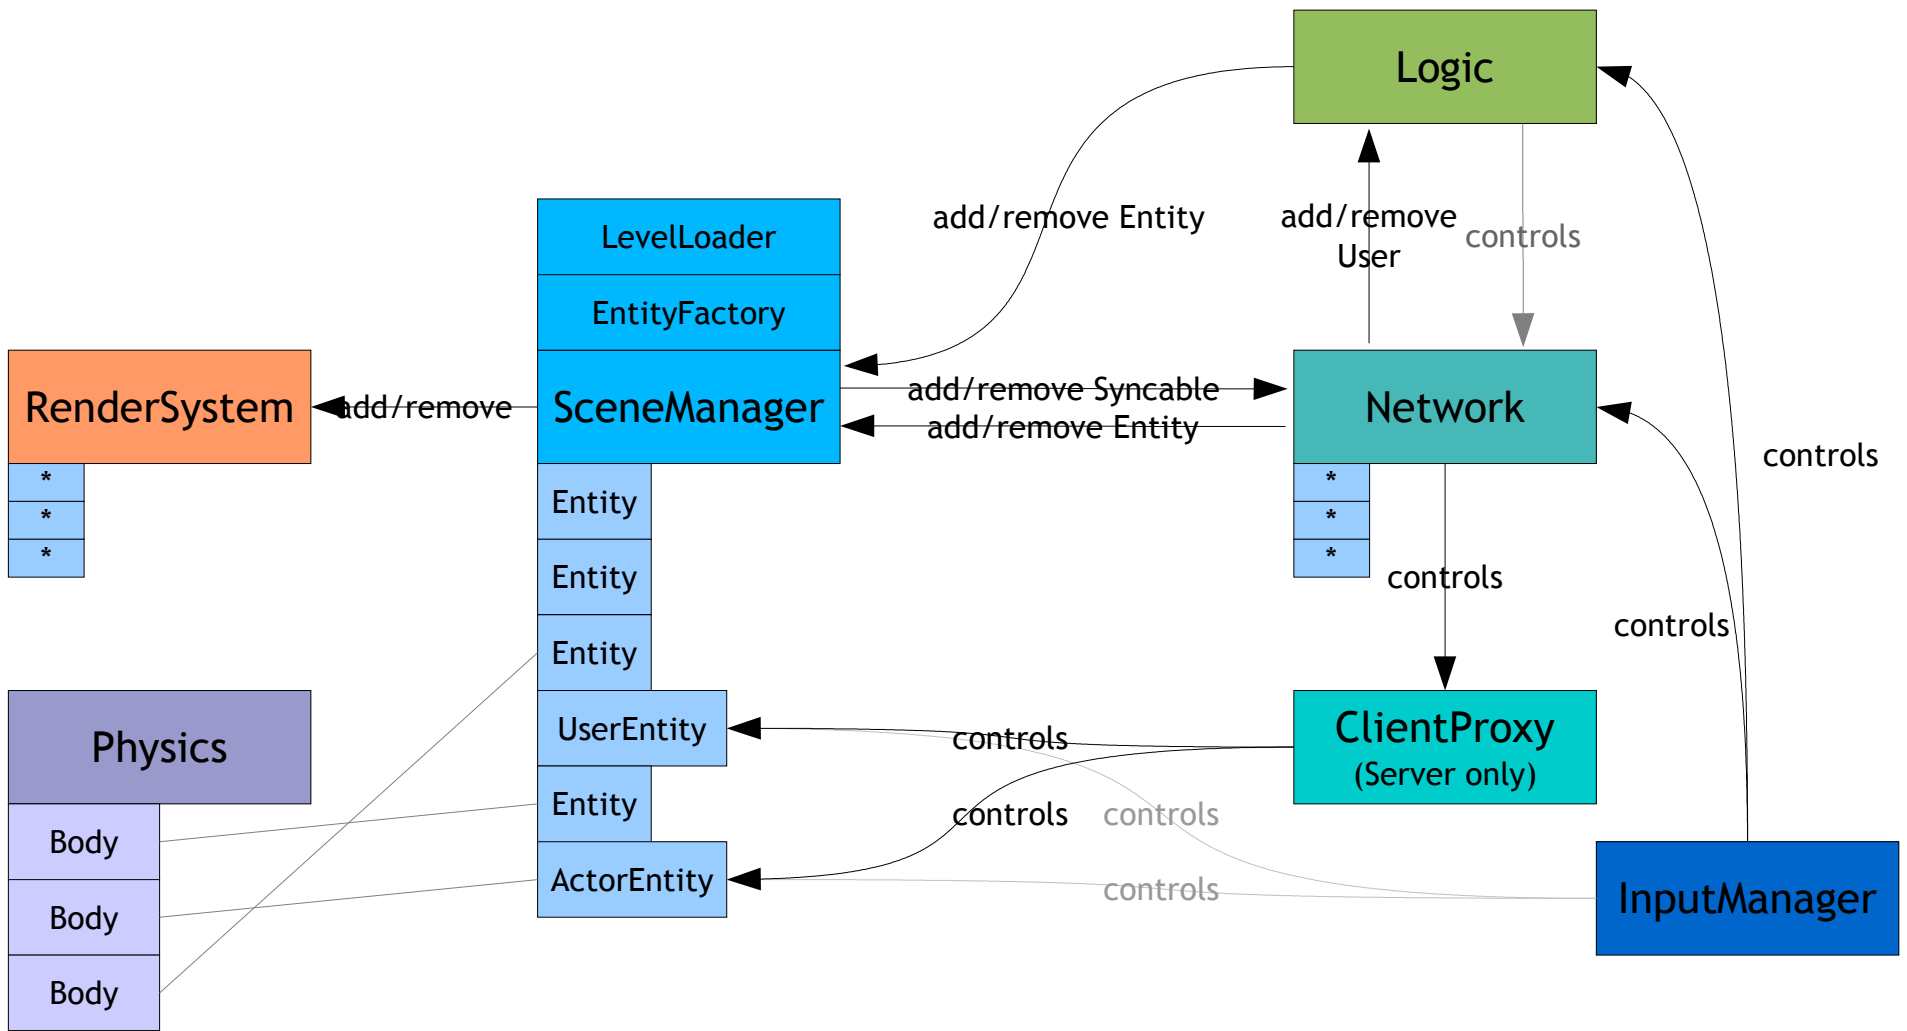 Logic
add/remove Entity
add/remove
User
controls
LevelLoader
EntityFactory
SceneManager
RenderSystem
add/remove
add/remove Syncable
add/remove Entity
Network
controls
*
*
*
Entity
Entity
Entity
UserEntity
Entity
ActorEntity
*
*
*
controls
controls
Physics
Body
Body
Body
controls
controls
controls
controls
ClientProxy
(Server only)
InputManager